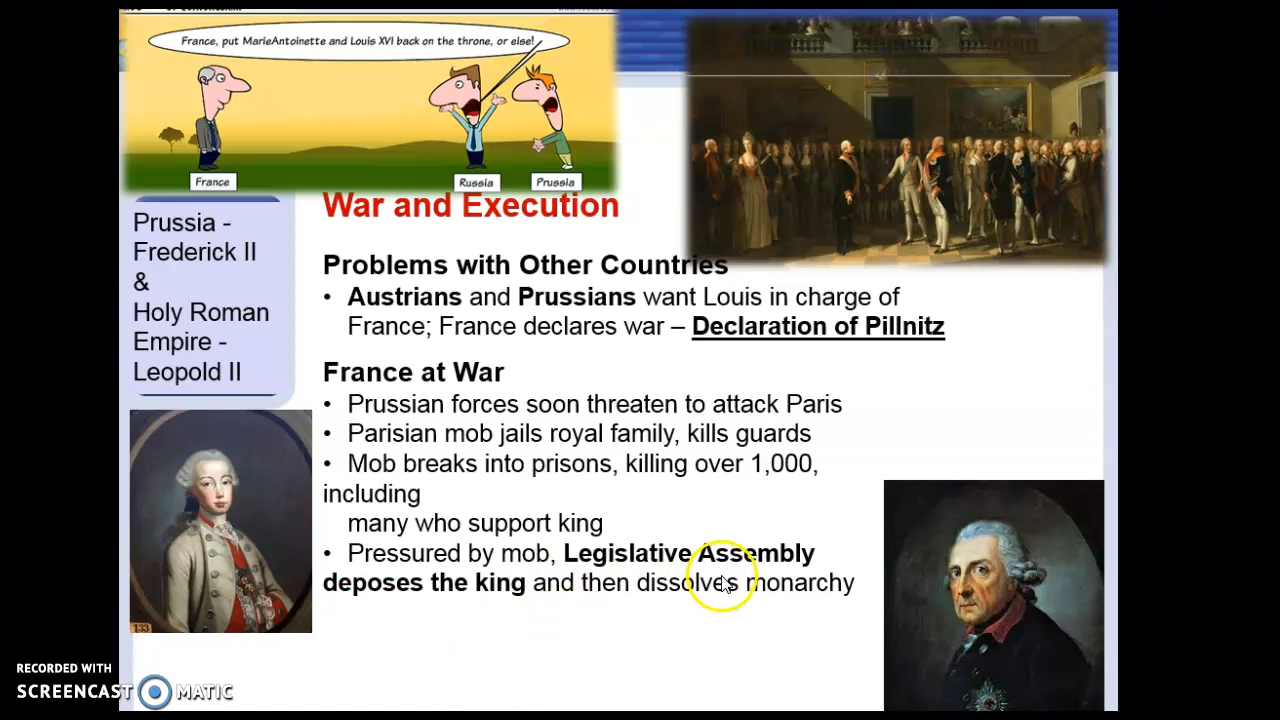 France, put MarieAntoinette and Louis XVI back on the throne, or else!
France
Russia
Prussia
War and Execution
Prussia -
Frederick II
&
Holy Roman
Empire -
Leopold II
Problems with Other Countries
• Austrians and Prussians want Louis in charge of
France; France declares war – Declaration of Pillnitz
France at War
• Prussian forces soon threaten to attack Paris
• Parisian mob jails royal family, kills guards
• Mob breaks into prisons, killing over 1,000,
including
many who support king
• Pressured by mob, Legislative Assembly
deposes the king and then dissolves monarchy
133
RECORDED WITH
SCREENCAST MATIC